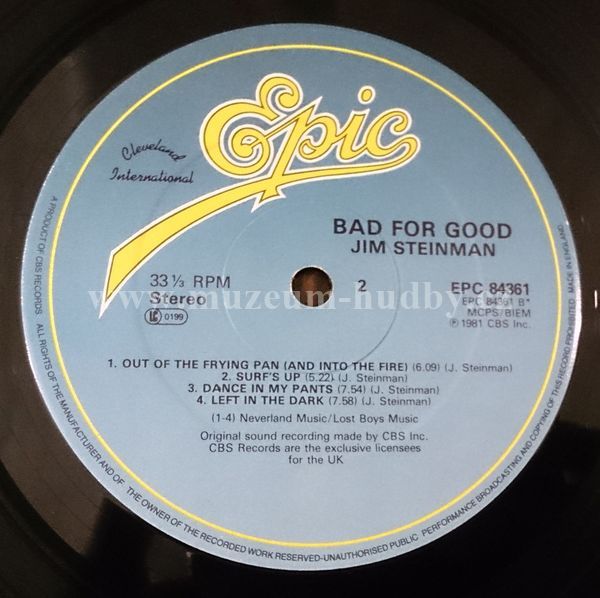 Epic
Cleveland
International
BAD FOR GOOD
JIM STEINMAN
33 ⅓ RPM
Stereo
LC 0199
2
EPC 84361
EPC 84361 B*
MCPS/BIEM
℗ 1981 CBS Inc.
www.muzeum-hudby.
1. OUT OF THE FRYING PAN (AND INTO THE FIRE) (6.09) (J. Steinman)
2. SURF'S UP (5.22) (J. Steinman)
3. DANCE IN MY PANTS (7.54) (J. Steinman)
4. LEFT IN THE DARK (7.58) (J. Steinman)
(1-4) Neverland Music/Lost Boys Music
Original sound recording made by CBS Inc.
CBS Records are the exclusive licensees
for the UK
A PRODUCT OF CBS RECORDS ALL RIGHTS OF THE MANUFACTURER AND OF THE OWNER OF THE RECORDED WORK RESERVED-UNAUTHORISED PUBLIC PERFORMANCE BROADCASTING AND COPYING OF THIS RECORD PROHIBITED MADE IN ENGLAND